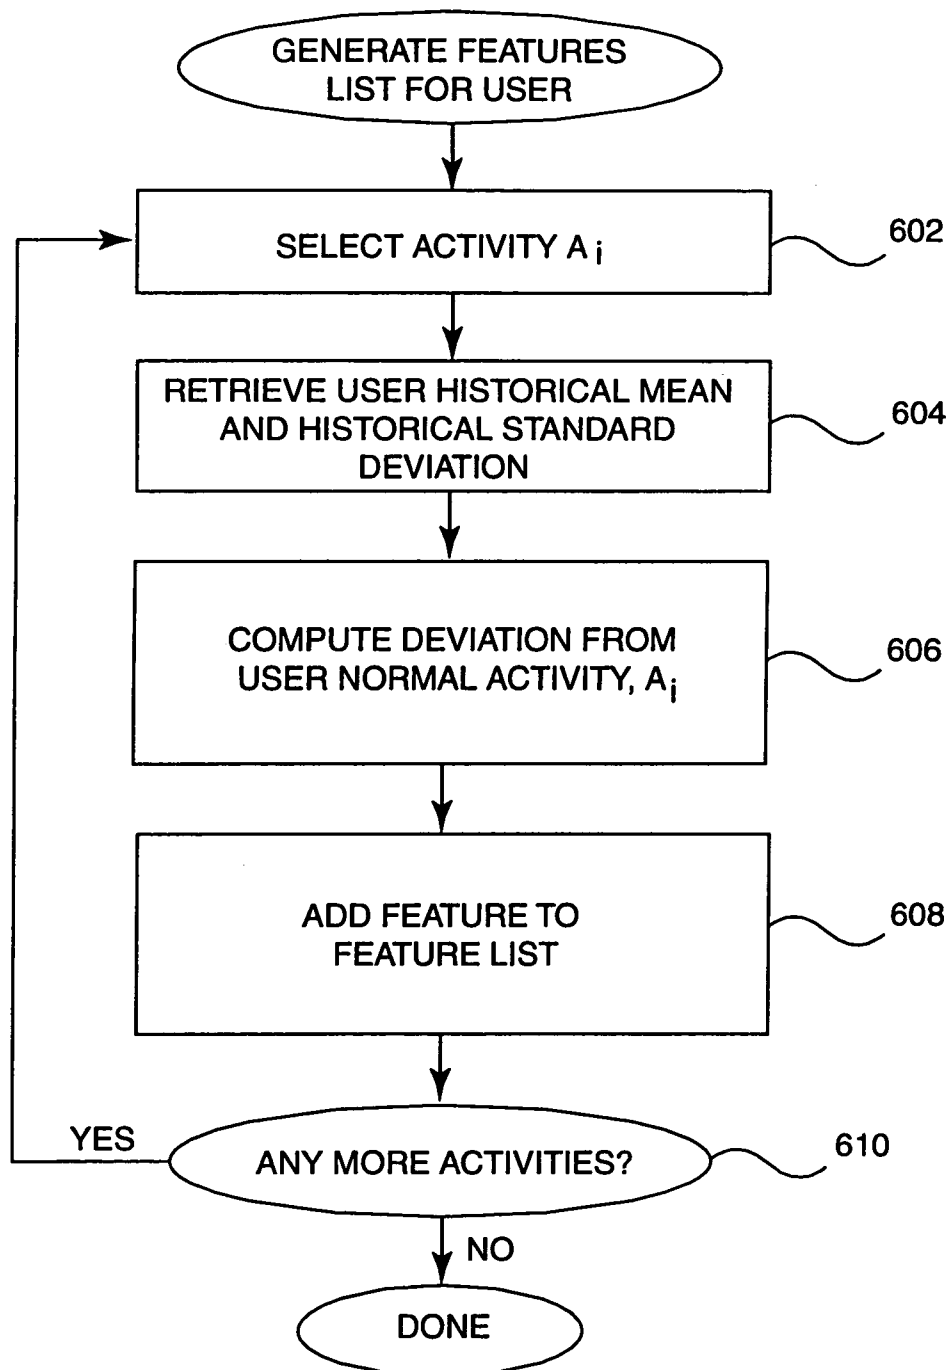 GENERATE FEATURES
LIST FOR USER
SELECT ACTIVITY A i
602
RETRIEVE USER HISTORICAL MEAN
AND HISTORICAL STANDARD
DEVIATION
604
COMPUTE DEVIATION FROM
USER NORMAL ACTIVITY, A i
606
ADD FEATURE TO
FEATURE LIST
608
YES
ANY MORE ACTIVITIES?
610
NO
DONE